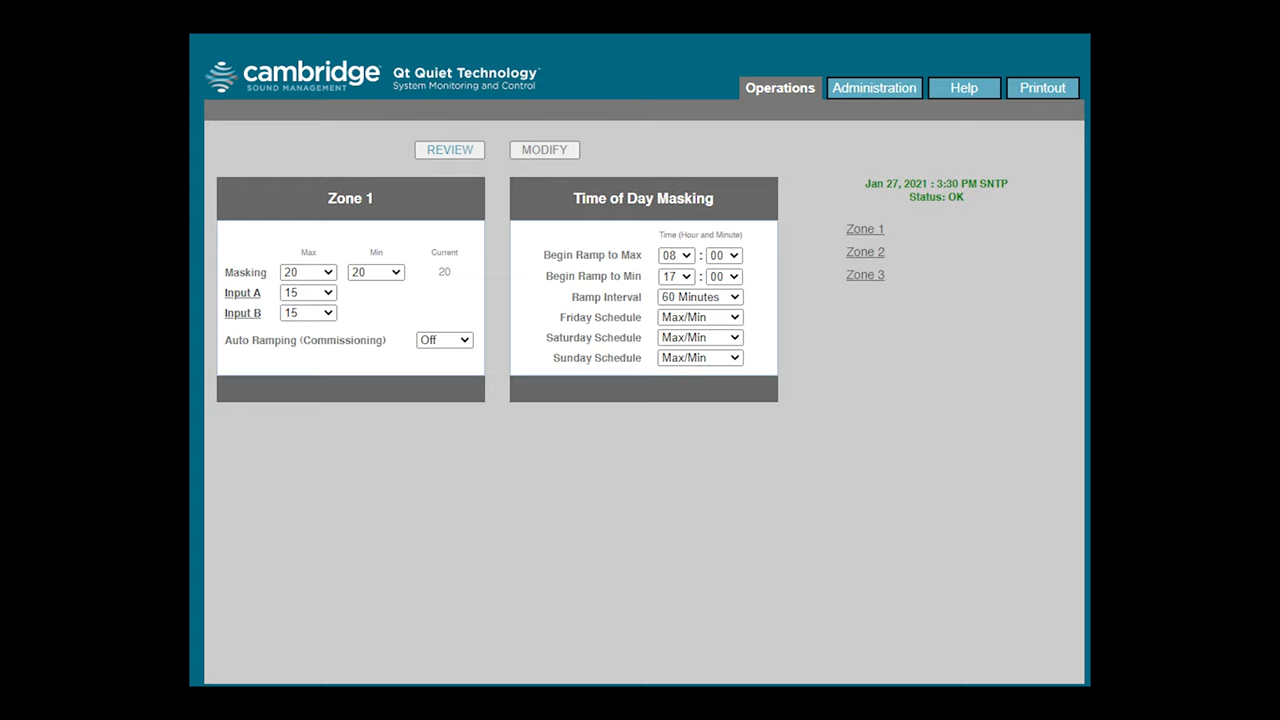 cambridge
SOUND MANAGEMENT
Qt Quiet Technology™
System Monitoring and Control
Operations
Administration
Help
Printout
REVIEW
MODIFY
Zone 1
Max Min Current
Masking 20 20 20
Input A 15
Input B 15
Auto Ramping (Commissioning) Off
Time of Day Masking
Time (Hour and Minute)
Begin Ramp to Max 08 : 00
Begin Ramp to Min 17 : 00
Ramp Interval 60 Minutes
Friday Schedule Max/Min
Saturday Schedule Max/Min
Sunday Schedule Max/Min
Jan 27, 2021 : 3:30 PM SNTP
Status: OK
Zone 1
Zone 2
Zone 3